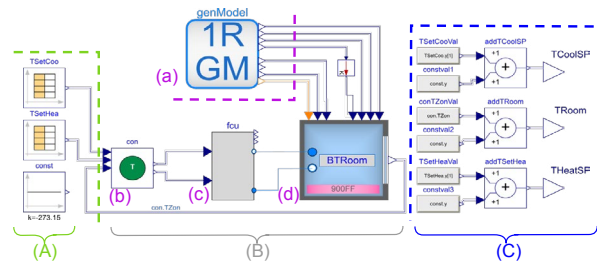 genModel
1R
GM
(a)
TSetCoo
TSetHea
const
k=-273.15
(A)
con
T
(b)
con.TZon
fcu
(c)
(d)
BTRoom
900FF
(B)
TSetCooVal
TSetCoo.y[1]
constval1
const.y
addTCoolSP
+1
+
+1
TCoolSP
conTZonVal
con.TZon
constval2
const.y
addTRoom
+1
+
+1
TRoom
TSetHeaVal
TSetHea.y[1]
constval3
const.y
addTSetHea
+1
+
+1
THeatSF
(C)